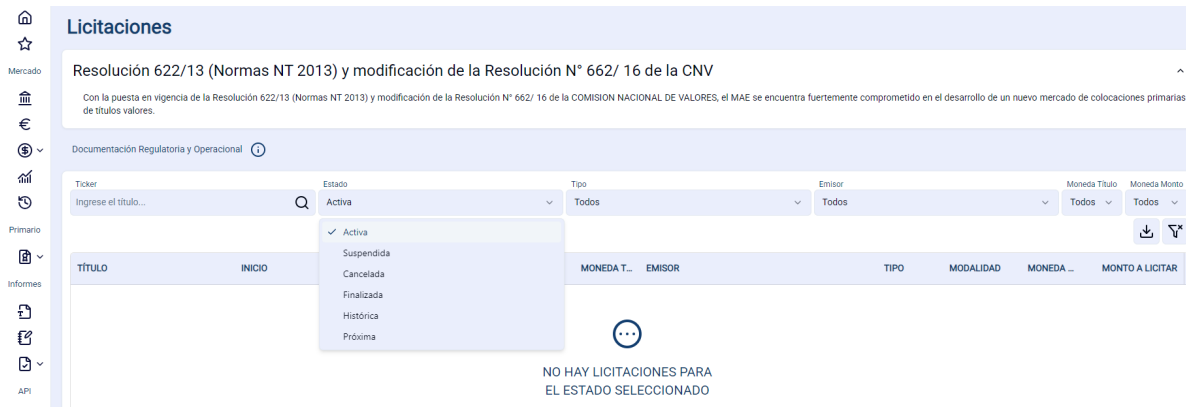 Licitaciones
Mercado
Resolución 622/13 (Normas NT 2013) y modificación de la Resolución N° 662/ 16 de la CNV
Con la puesta en vigencia de la Resolución 622/13 (Normas NT 2013) y modificación de la Resolución N° 662/ 16 de la COMISION NACIONAL DE VALORES, el MAE se encuentra fuertemente comprometido en el desarrollo de un nuevo mercado de colocaciones primarias
de títulos valores.
Documentación Regulatoria y Operacional
Ticker Estado Tipo Emisor Moneda Título Moneda Monto
Ingrese el título... Activa Todos Todos Todos Todos
Primario
Activa
Suspendida
Cancelada
Finalizada
Histórica
Próxima
TÍTULO INICIO MONEDA T... EMISOR TIPO MODALIDAD MONEDA ... MONTO A LICITAR
Informes
NO HAY LICITACIONES PARA
EL ESTADO SELECCIONADO
API